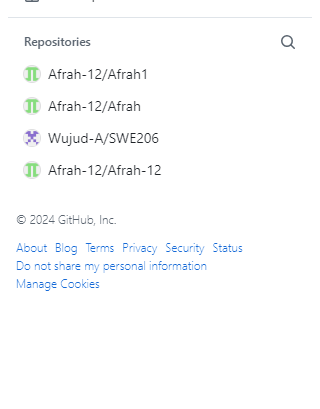 Repositories
Afrah-12/Afrah1
Afrah-12/Afrah
Wujud-A/SWE206
Afrah-12/Afrah-12
© 2024 GitHub, Inc.
About Blog Terms Privacy Security Status
Do not share my personal information
Manage Cookies